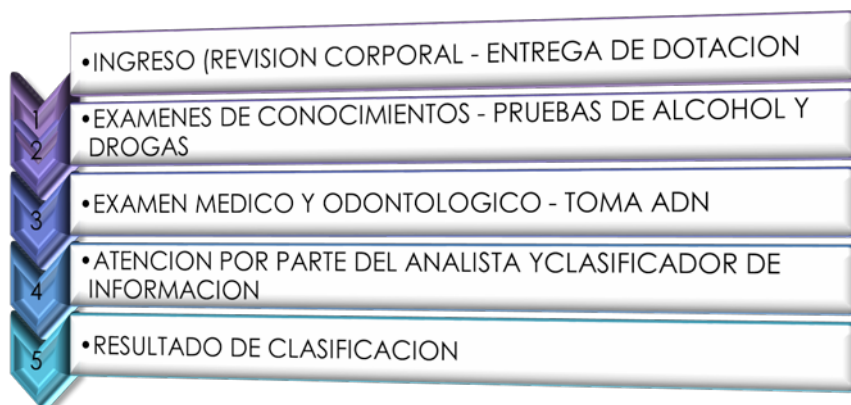 •INGRESO (REVISION CORPORAL - ENTREGA DE DOTACION
1
•EXAMENES DE CONOCIMIENTOS - PRUEBAS DE ALCOHOL Y
2
DROGAS
3
•EXAMEN MEDICO Y ODONTOLOGICO - TOMA ADN
4
•ATENCION POR PARTE DEL ANALISTA YCLASIFICADOR DE
INFORMACION
5
•RESULTADO DE CLASIFICACION